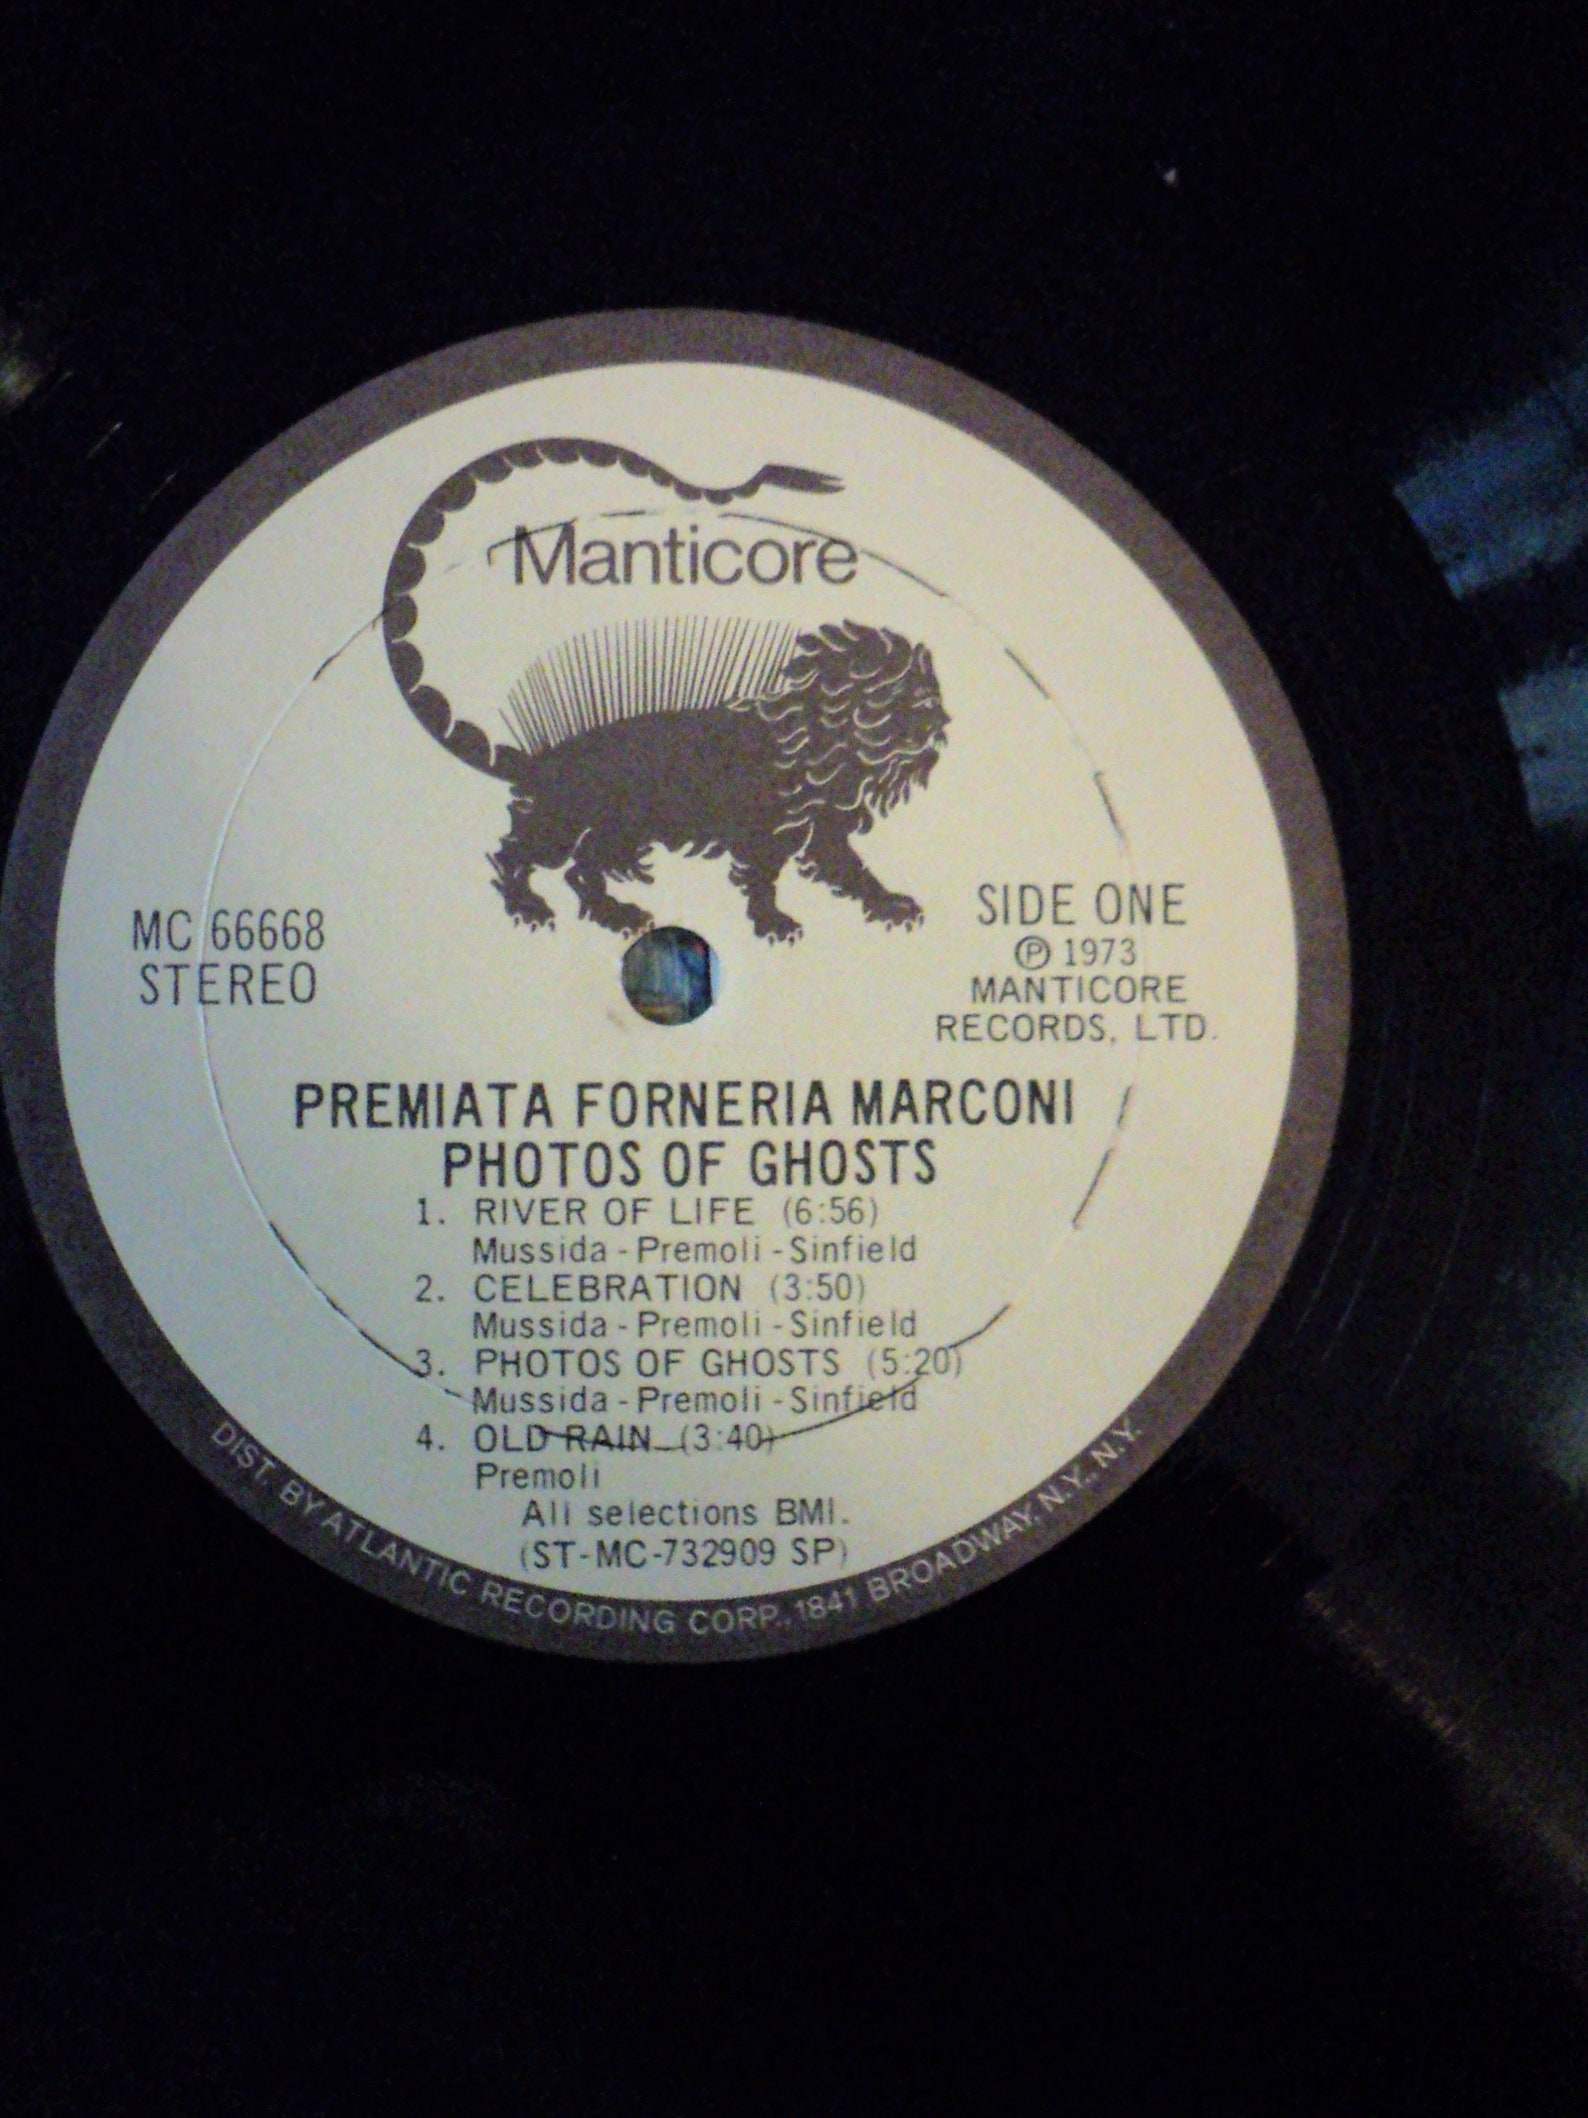 Manticore
MC 66668
STEREO
SIDE ONE
Ⓟ 1973
MANTICORE
RECORDS, LTD.
PREMIATA FORNERIA MARCONI
PHOTOS OF GHOSTS
1. RIVER OF LIFE (6:56)
Mussida - Premoli - Sinfield
2. CELEBRATION (3:50)
Mussida - Premoli - Sinfield
3. PHOTOS OF GHOSTS (5:20)
Mussida - Premoli - Sinfield
4. OLD RAIN (3:40)
Premoli
All selections BMI.
(ST-MC-732909 SP)
DIST. BY ATLANTIC RECORDING CORP., 1841 BROADWAY, N.Y., N.Y.